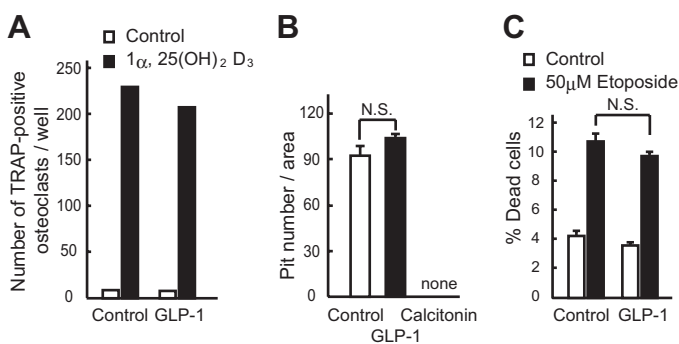 A
Control
1α, 25(OH)₂ D₃
Number of TRAP-positive
osteoclasts / well
250
200
150
100
50
0
Control GLP-1
B
Pit number / area
120
90
60
30
0
N.S.
none
Control Calcitonin
GLP-1
C
Control
50μM Etoposide
% Dead cells
12
10
8
6
4
2
0
N.S.
Control GLP-1